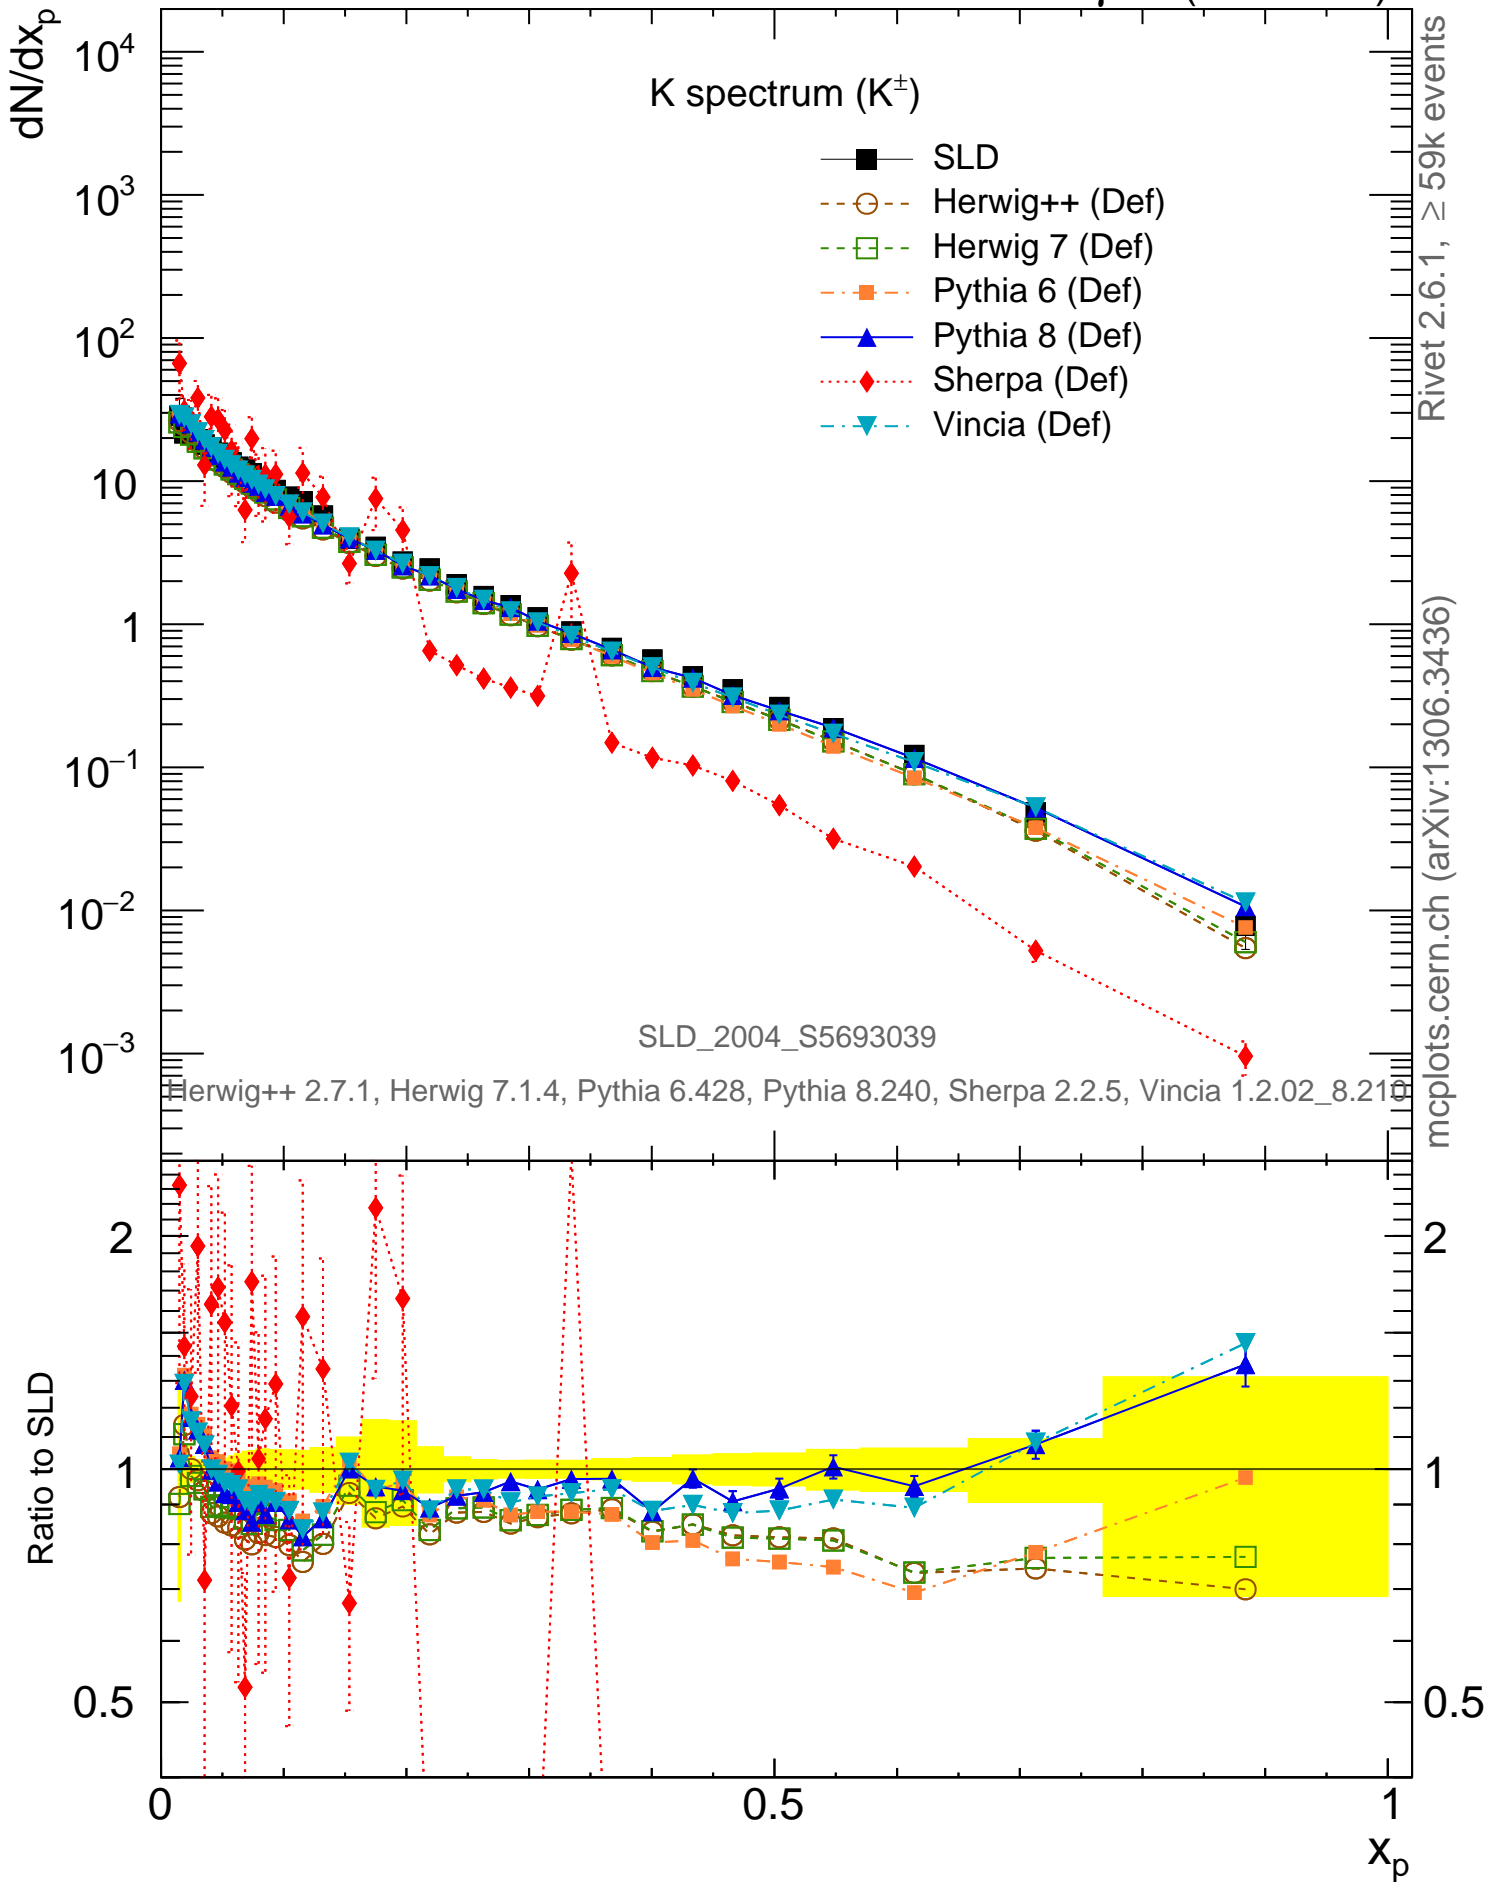 dN/dx_p
10^4
10^3
10^2
10
1
10^−1
10^−2
10^−3
K spectrum (K^±)
SLD
Herwig++ (Def)
Herwig 7 (Def)
Pythia 6 (Def)
Pythia 8 (Def)
Sherpa (Def)
Vincia (Def)
SLD_2004_S5693039
Herwig++ 2.7.1, Herwig 7.1.4, Pythia 6.428, Pythia 8.240, Sherpa 2.2.5, Vincia 1.2.02_8.210
Rivet 2.6.1, ≥ 59k events
mcplots.cern.ch (arXiv:1306.3436)
Ratio to SLD
2
1
0.5
2
1
0.5
0
0.5
1
x_p